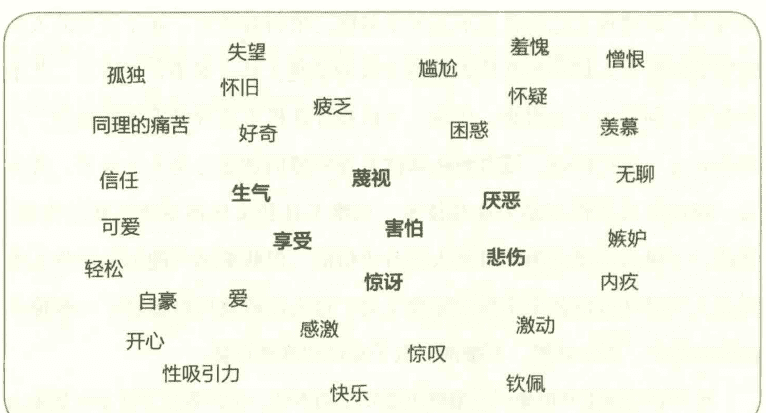 失望
羞愧
憎恨
孤独
尴尬
怀旧
怀疑
疲乏
同理的痛苦
好奇
困惑
羡慕
信任
生气
蔑视
厌恶
无聊
可爱
享受
害怕
嫉妒
轻松
惊讶
悲伤
内疚
自豪
爱
感激
激动
开心
惊叹
性吸引力
快乐
钦佩